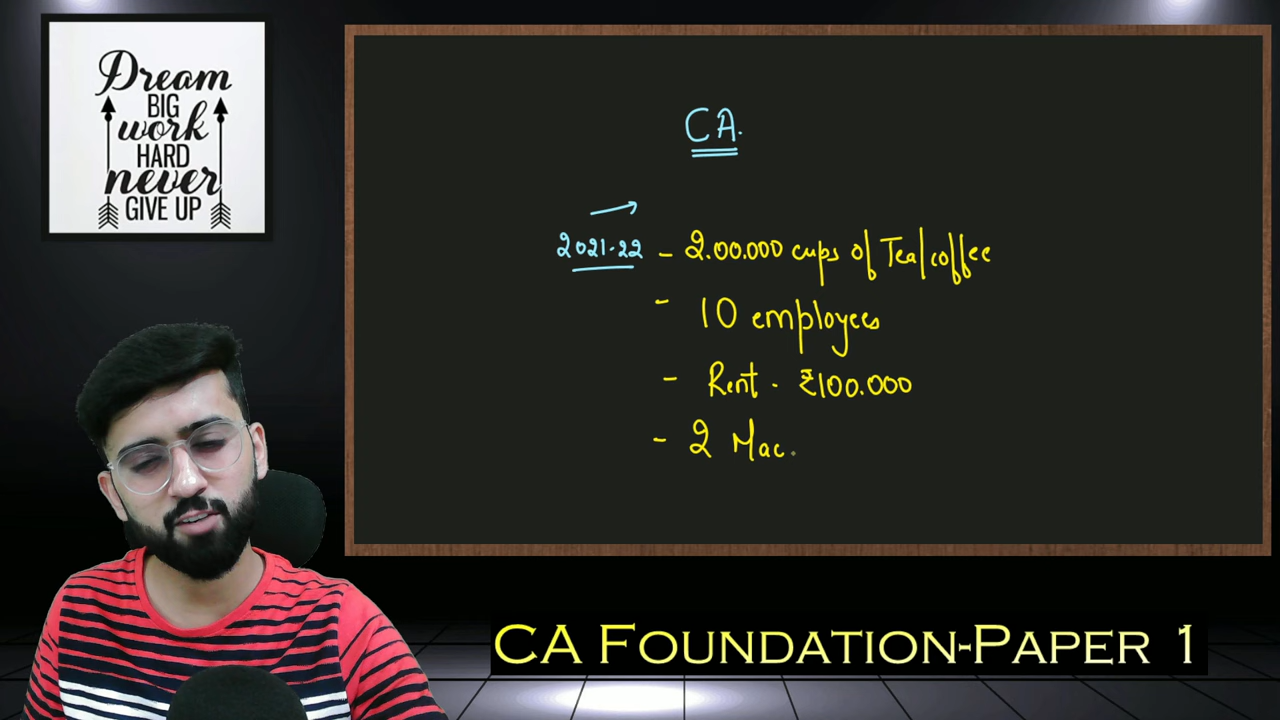 Dream
BIG
work
HARD
never
GIVE UP
CA.
2021-22 - 2.00.000 cups of Tea/coffee
- 10 employees
- Rent - ₹100.000
- 2 Mac.
CA FOUNDATION-PAPER 1